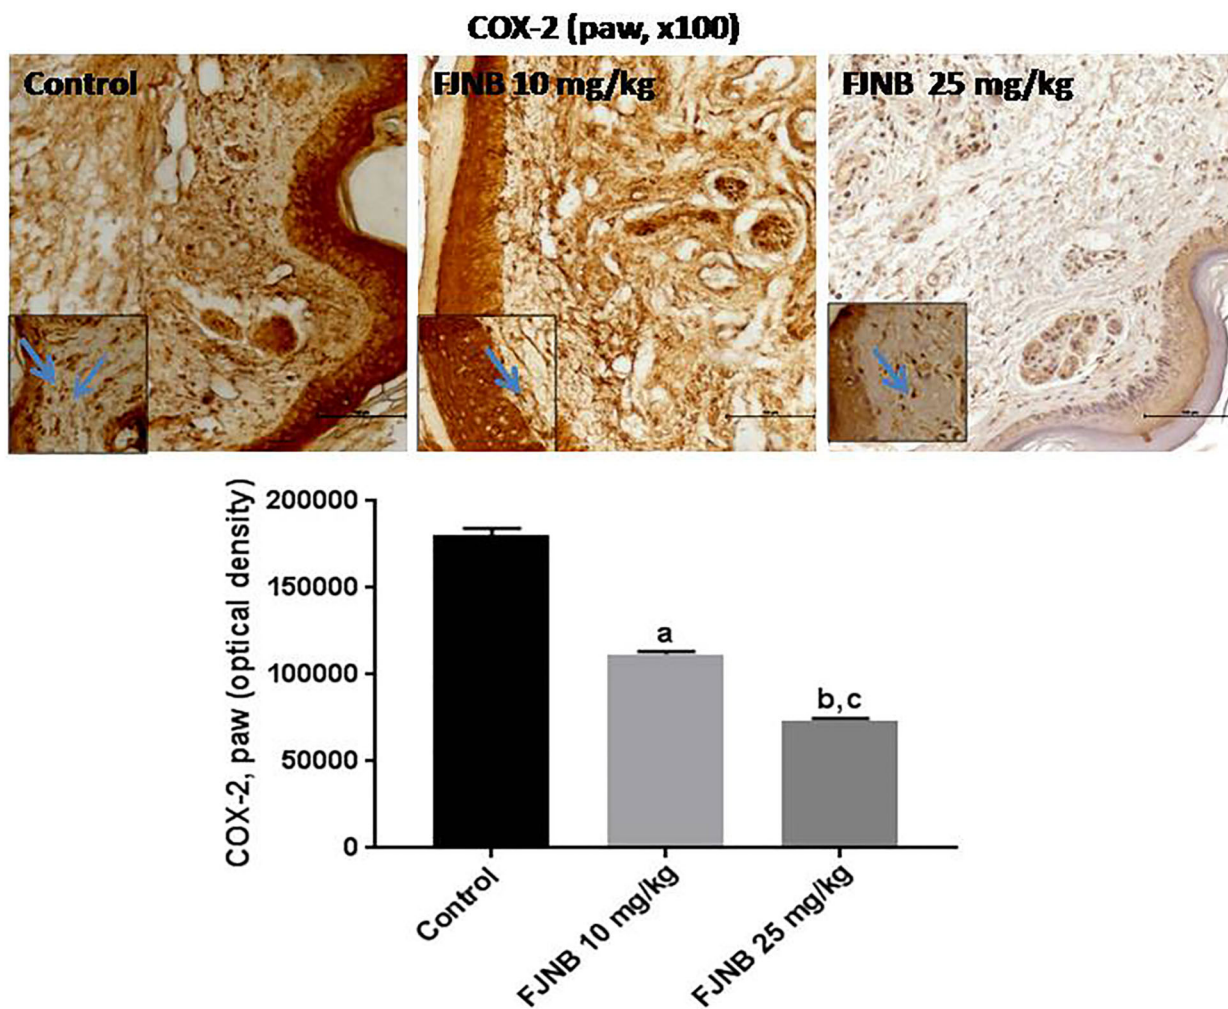 COX-2 (paw, x100)
Control
FJNB 10 mg/kg
FJNB 25 mg/kg
COX-2, paw (optical density)
200000
150000
100000
50000
0
a
b,c
Control
FJNB 10 mg/kg
FJNB 25 mg/kg